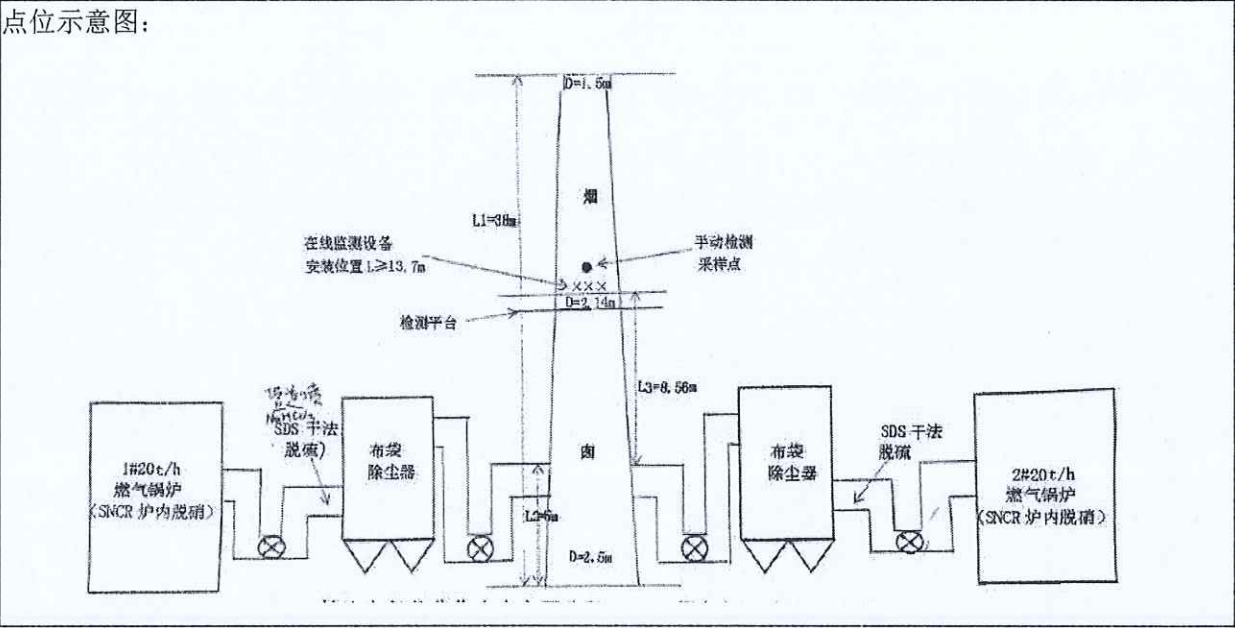 点位示意图：
D=1.5m
烟
L1=38m
在线监测设备
安装位置 L≥13.7m
手动检测
采样点
×××
D=2.14m
检测平台
L3=8.56m
SDS 干法
脱硫）
布袋
除尘器
囱
布袋
除尘器
SDS 干法
脱硫
1#20t/h
燃气锅炉
（SNCR 炉内脱硝）
2#20t/h
燃气锅炉
（SNCR 炉内脱硝）
L2=6m
D=2.5m